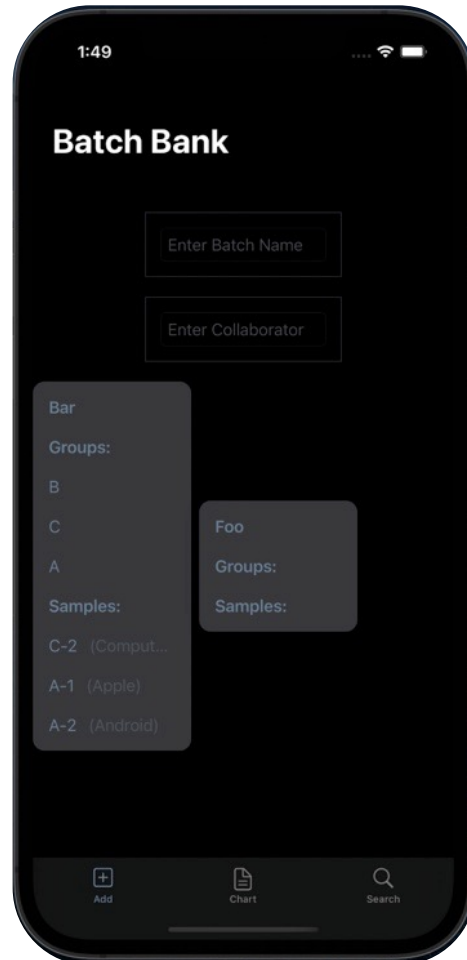 1:49
Batch Bank
Enter Batch Name
Enter Collaborator
Bar
Groups:
B
C
A
Samples:
C-2 (Comput...
A-1 (Apple)
A-2 (Android)
Foo
Groups:
Samples:
Add
Chart
Search